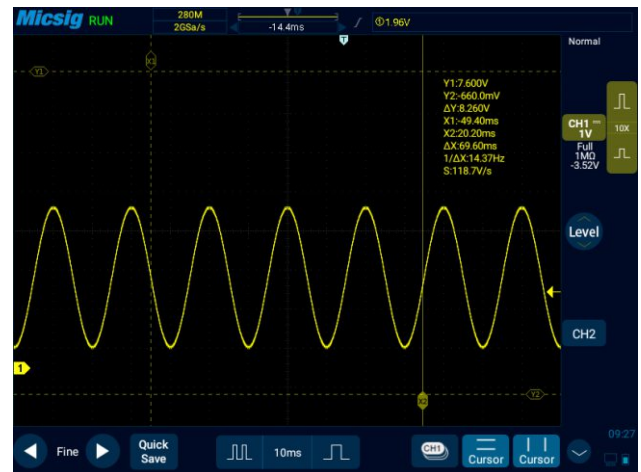 Micsig RUN
280M
2GSa/s
-14.4ms
T
①1.96V
Normal
Y1
X1
Y1:7.600V
Y2:-660.0mV
ΔY:8.260V
X1:-49.40ms
X2:20.20ms
ΔX:69.60ms
1/ΔX:14.37Hz
S:118.7V/s
CH1
1V
10X
Full
1MΩ
-3.52V
Level
CH2
1
X2
Y2
09:27
Fine
Quick
Save
10ms
CH1
Cursor
Cursor